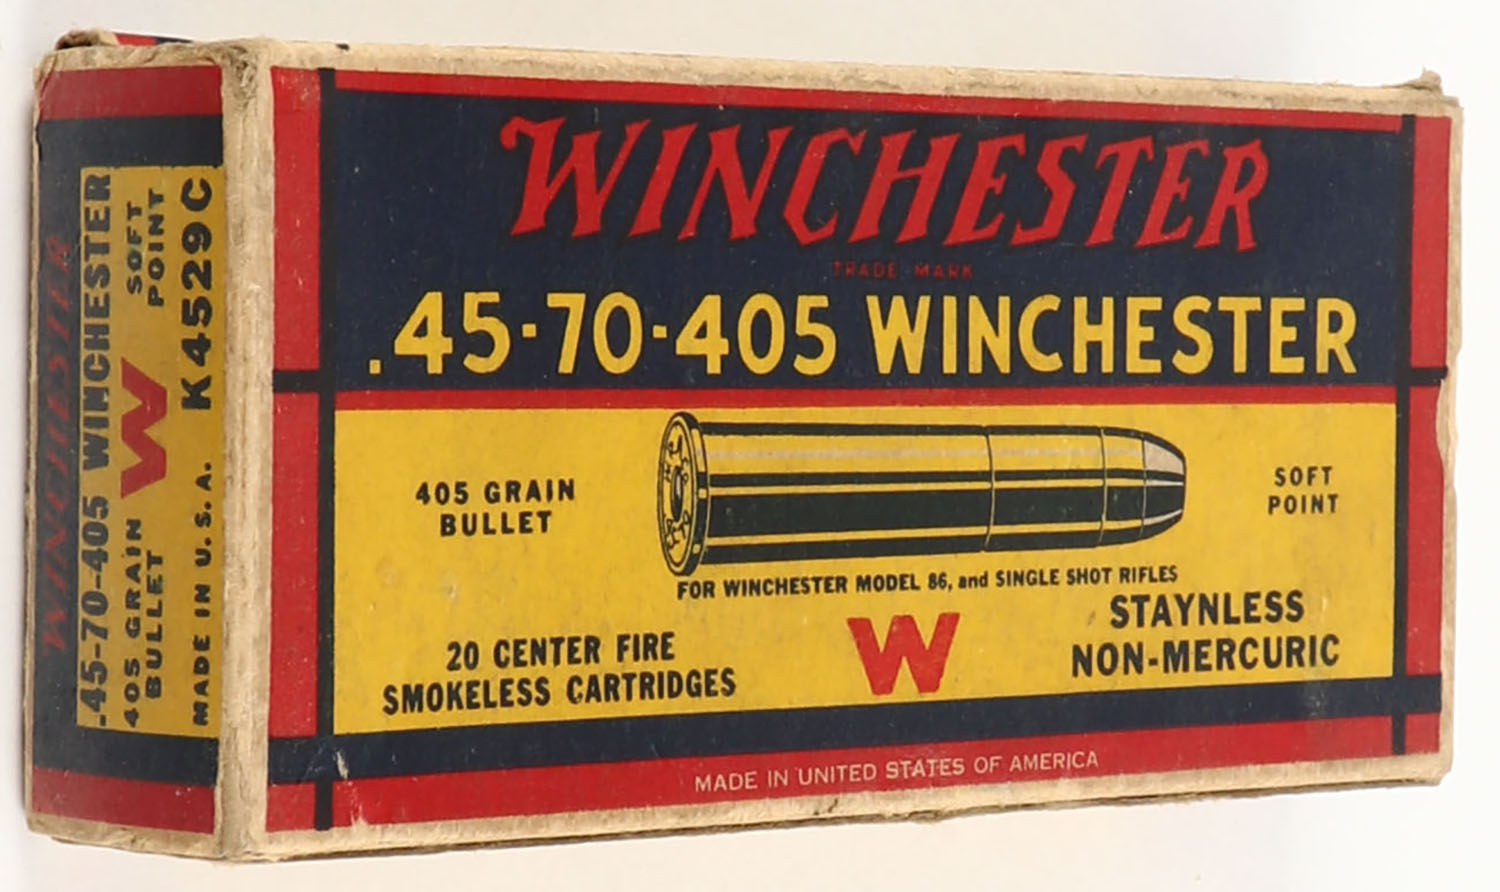 WINCHESTER
TRADE-MARK
.45-70-405 WINCHESTER
405 GRAIN
BULLET
SOFT
POINT
FOR WINCHESTER MODEL 86, and SINGLE SHOT RIFLES
20 CENTER FIRE
SMOKELESS CARTRIDGES
W
STAYNLESS
NON-MERCURIC
MADE IN UNITED STATES OF AMERICA
WINCHESTER
.45-70-405 WINCHESTER
405 GRAIN
BULLET
W
SOFT
POINT
MADE IN U.S.A. K4529C